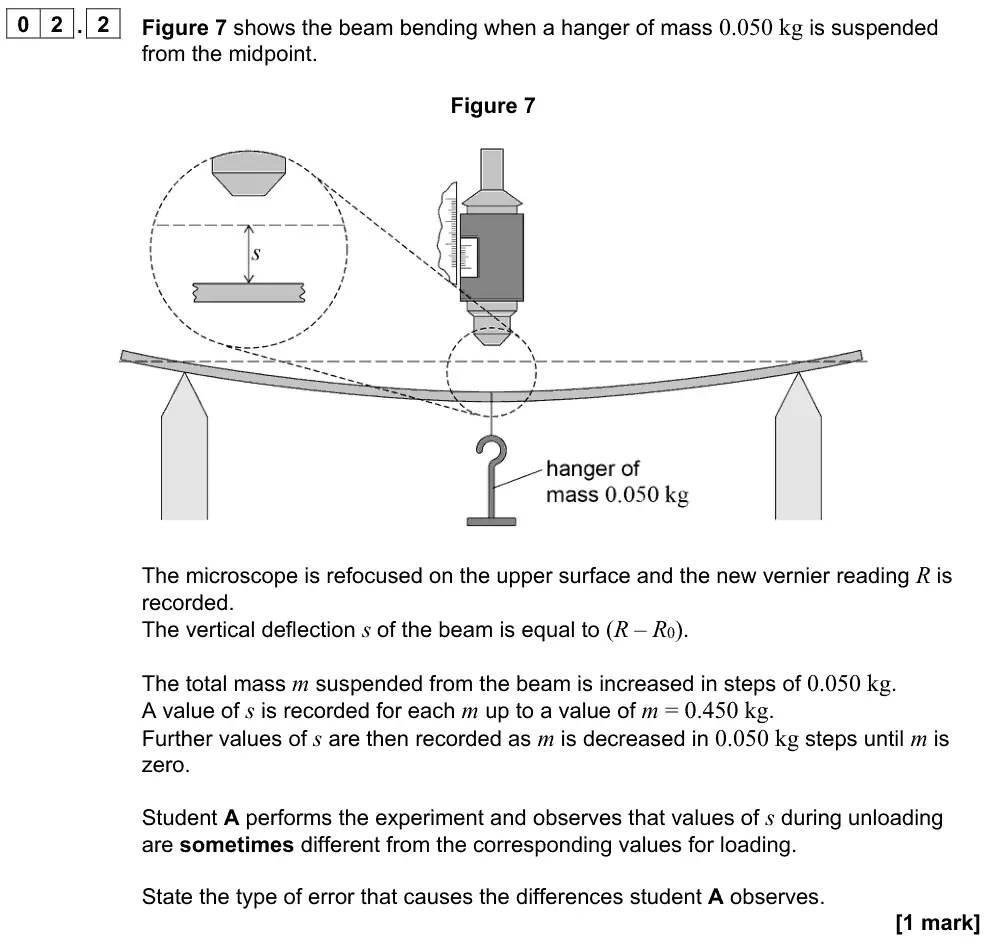 02.2 Figure 7 shows the beam bending when a hanger of mass 0.050 kg is suspended
from the midpoint.
Figure 7
s
hanger of
mass 0.050 kg
The microscope is refocused on the upper surface and the new vernier reading R is
recorded.
The vertical deflection s of the beam is equal to (R – R₀).
The total mass m suspended from the beam is increased in steps of 0.050 kg.
A value of s is recorded for each m up to a value of m = 0.450 kg.
Further values of s are then recorded as m is decreased in 0.050 kg steps until m is
zero.
Student A performs the experiment and observes that values of s during unloading
are sometimes different from the corresponding values for loading.
State the type of error that causes the differences student A observes.
[1 mark]